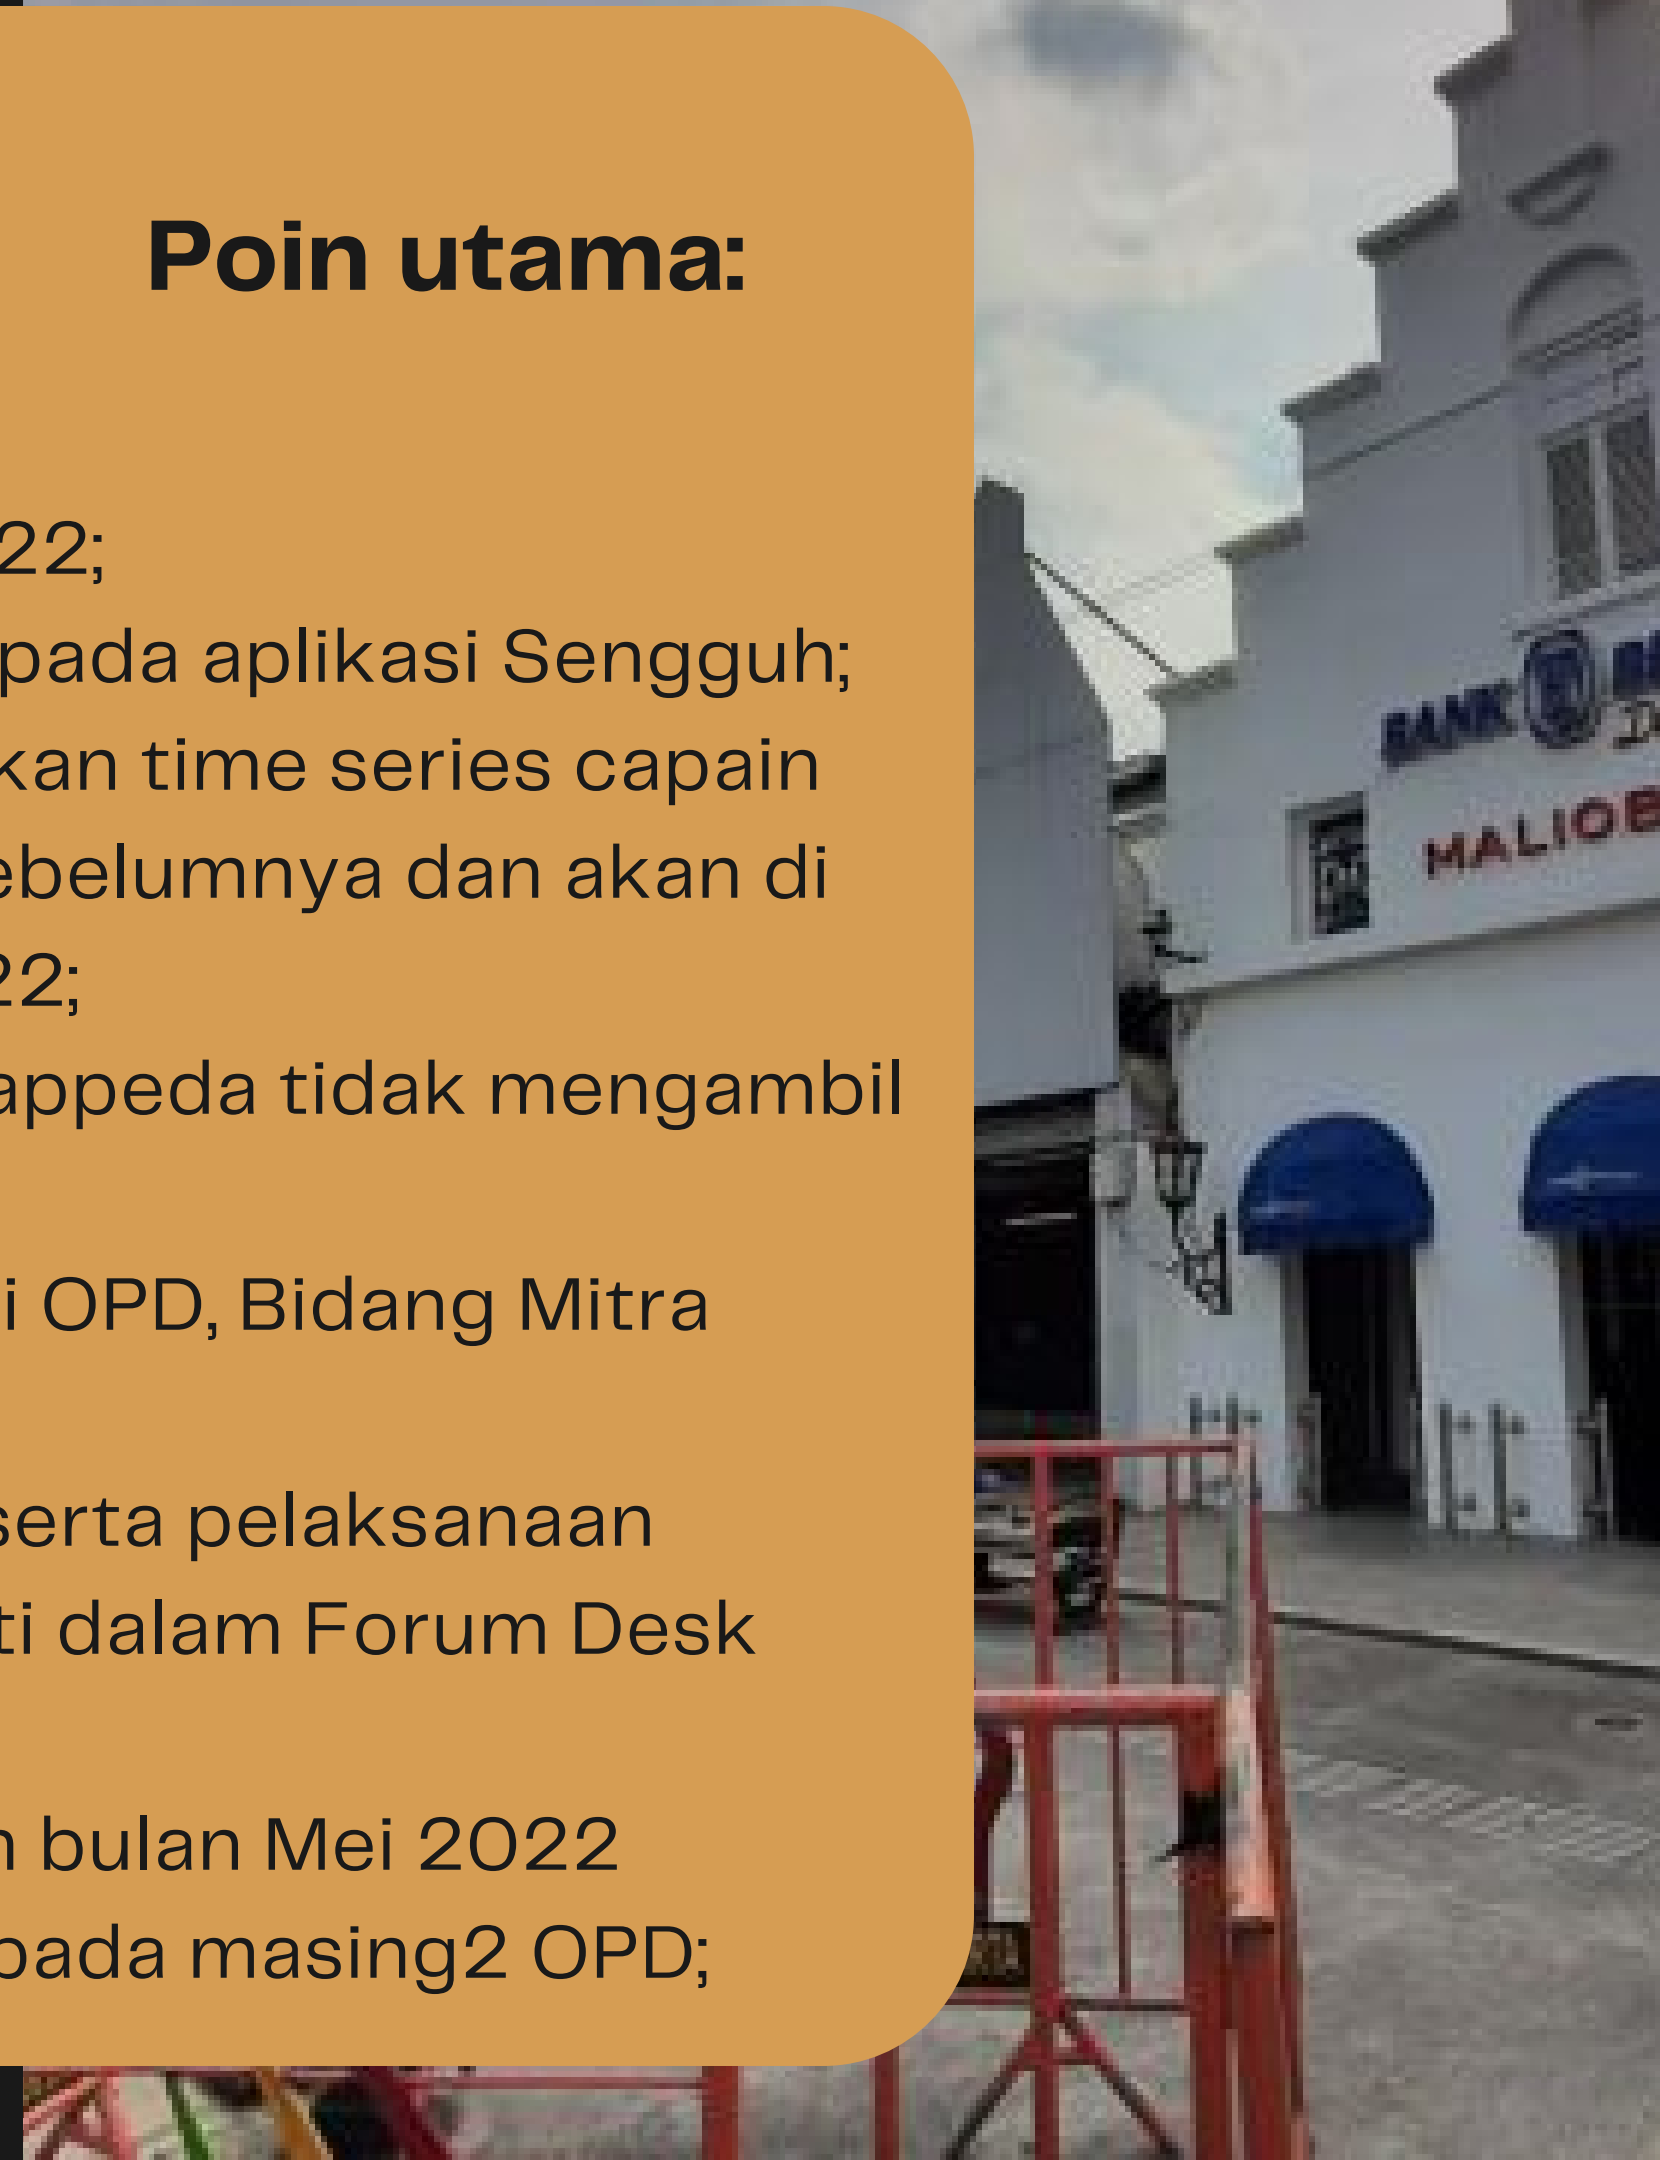 Poin utama:
22;
pada aplikasi Sengguh;
kan time series capain
ebelumnya dan akan di
22;
appeda tidak mengambil
i OPD, Bidang Mitra
serta pelaksanaan
ti dalam Forum Desk
n bulan Mei 2022
pada masing2 OPD;
BANK
MALIOB